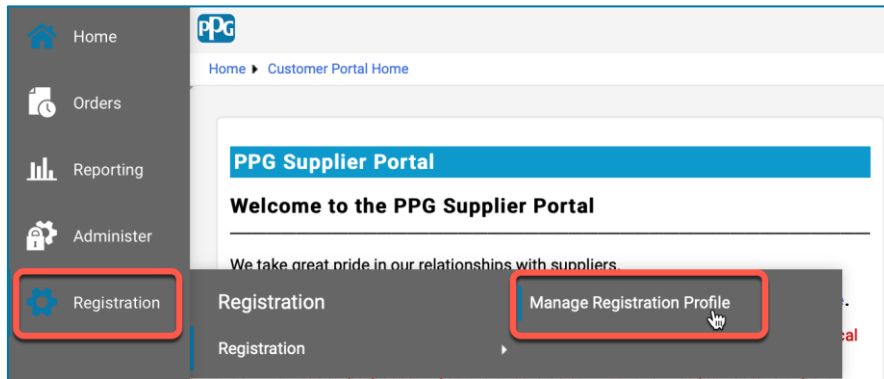 Home
PPG
Home ▸ Customer Portal Home
Orders
PPG Supplier Portal
Reporting
Welcome to the PPG Supplier Portal
Administer
We take great pride in our relationships with suppliers.
Registration
Registration
Manage Registration Profile
Registration